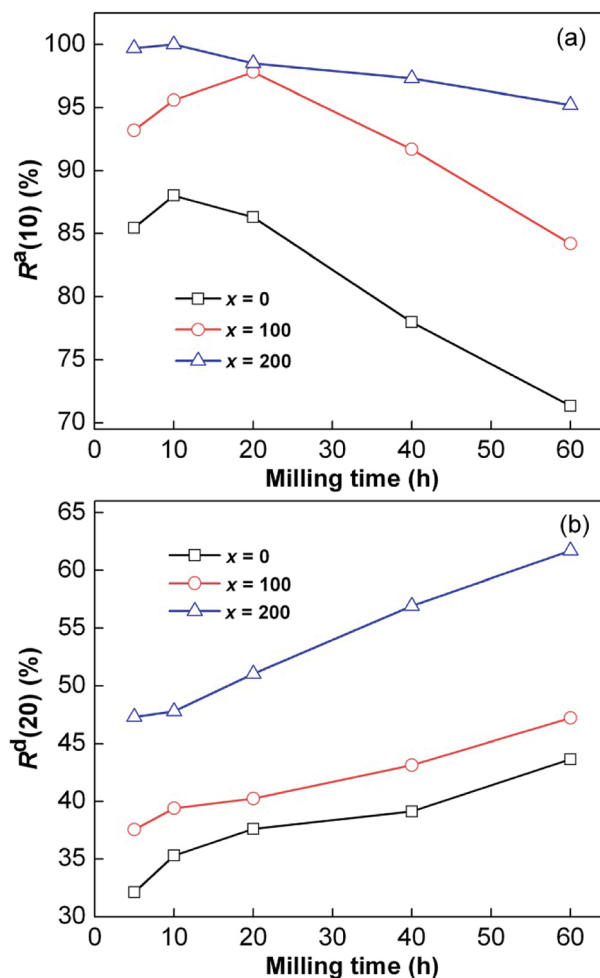 (a)
100
95
90
85
80
75
70
R^a(10) (%)
x = 0
x = 100
x = 200
0 10 20 30 40 50 60
Milling time (h)
(b)
65
60
55
50
45
40
35
30
R^d(20) (%)
x = 0
x = 100
x = 200
0 10 20 30 40 50 60
Milling time (h)